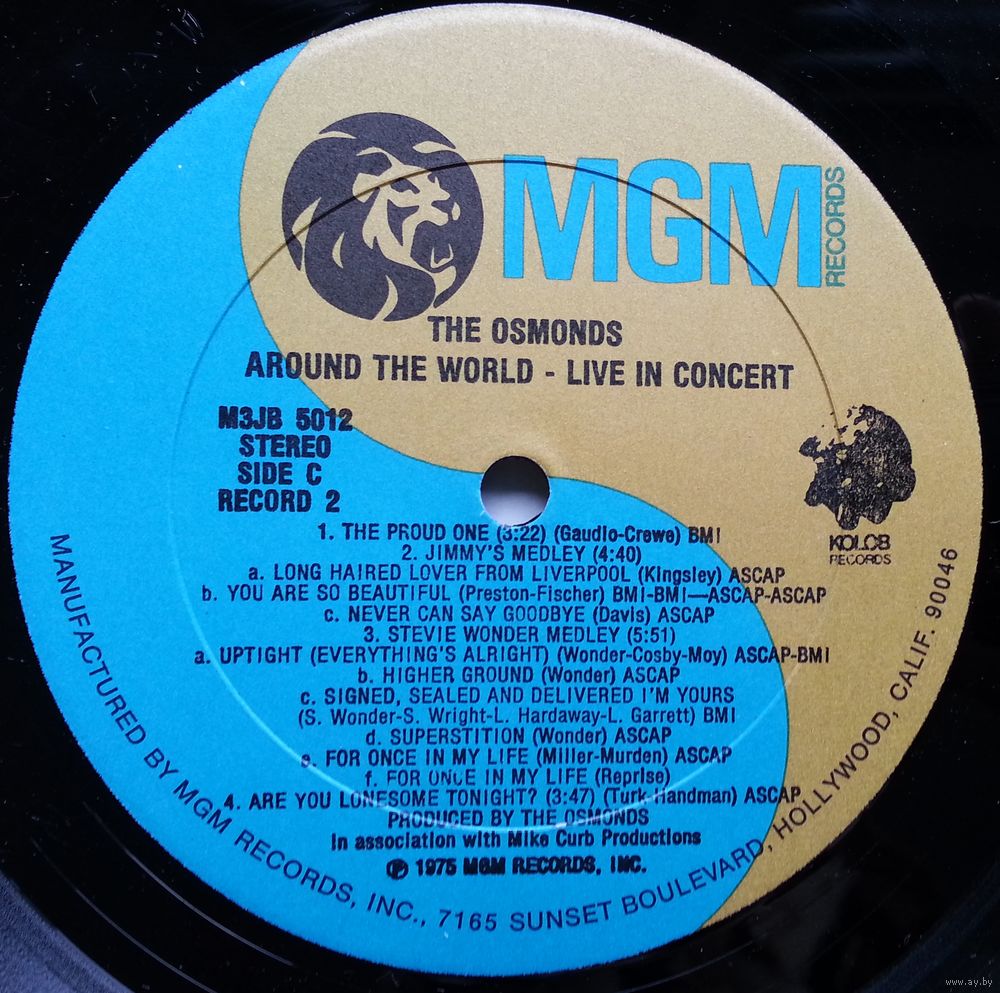 MGM
RECORDS
THE OSMONDS
AROUND THE WORLD - LIVE IN CONCERT
M3JB 5012
STEREO
SIDE C
RECORD 2
KOLOB
RECORDS
1. THE PROUD ONE (3:22) (Gaudio-Crewe) BMI
2. JIMMY'S MEDLEY (4:40)
a. LONG HAIRED LOVER FROM LIVERPOOL (Kingsley) ASCAP
b. YOU ARE SO BEAUTIFUL (Preston-Fischer) BMI-BMI—ASCAP-ASCAP
c. NEVER CAN SAY GOODBYE (Davis) ASCAP
3. STEVIE WONDER MEDLEY (5:51)
a. UPTIGHT (EVERYTHING'S ALRIGHT) (Wonder-Cosby-Moy) ASCAP-BMI
b. HIGHER GROUND (Wonder) ASCAP
c. SIGNED, SEALED AND DELIVERED I'M YOURS
(S. Wonder-S. Wright-L. Hardaway-L. Garrett) BMI
d. SUPERSTITION (Wonder) ASCAP
e. FOR ONCE IN MY LIFE (Miller-Murden) ASCAP
f. FOR ONCE IN MY LIFE (Reprise)
4. ARE YOU LONESOME TONIGHT? (3:47) (Turk-Handman) ASCAP
PRODUCED BY THE OSMONDS
In association with Mike Curb Productions
℗ 1975 MGM RECORDS, INC.
MANUFACTURED BY MGM RECORDS, INC., 7165 SUNSET BOULEVARD, HOLLYWOOD, CALIF. 90046
www.ay.by